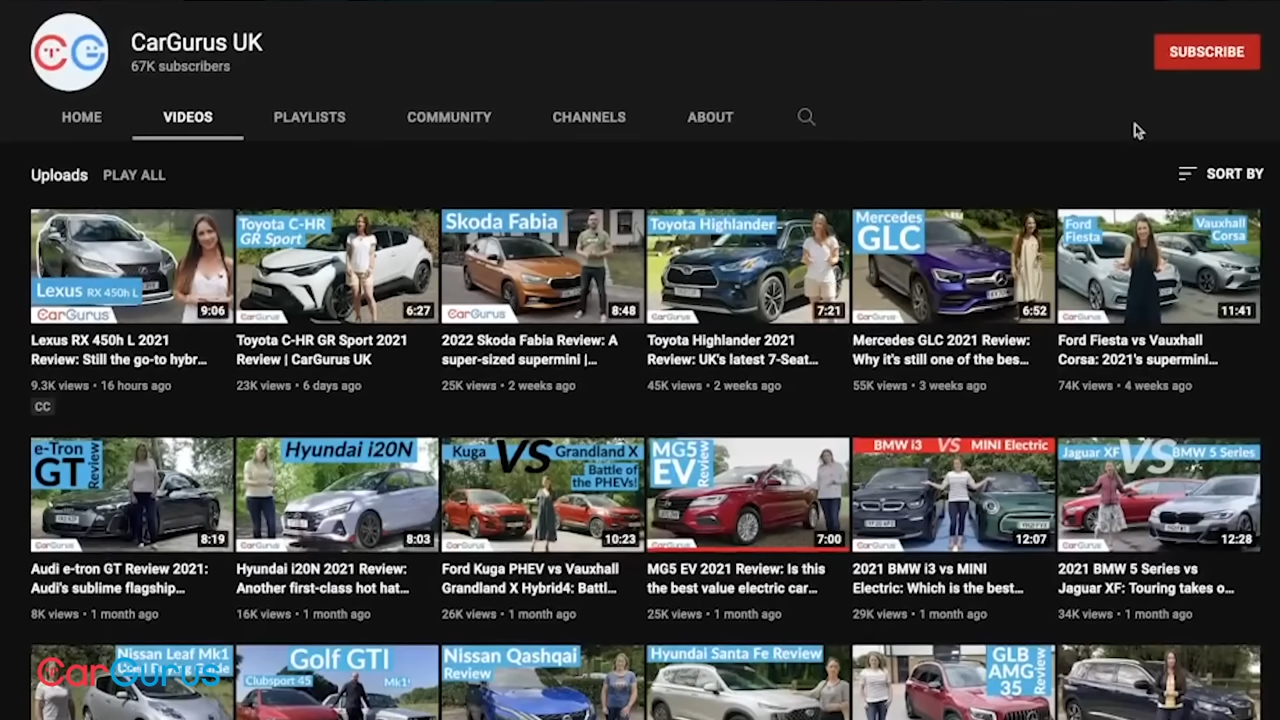 CarGurus UK
67K subscribers
SUBSCRIBE
HOME VIDEOS PLAYLISTS COMMUNITY CHANNELS ABOUT
Uploads PLAY ALL SORT BY
Lexus RX 450h L
CarGurus
9:06
Toyota C-HR
GR Sport
CarGurus
6:27
Skoda Fabia
CarGurus
8:48
Toyota Highlander
CarGurus
7:21
Mercedes
GLC
CarGurus
6:52
Ford
Fiesta
Vauxhall
Corsa
CarGurus
11:41
Lexus RX 450h L 2021
Review: Still the go-to hybr...
9.3K views • 16 hours ago
CC
Toyota C-HR GR Sport 2021
Review | CarGurus UK
23K views • 6 days ago
2022 Skoda Fabia Review: A
super-sized supermini |...
25K views • 2 weeks ago
Toyota Highlander 2021
Review: UK's latest 7-Seat...
45K views • 2 weeks ago
Mercedes GLC 2021 Review:
Why it's still one of the bes...
55K views • 3 weeks ago
Ford Fiesta vs Vauxhall
Corsa: 2021's supermini...
74K views • 4 weeks ago
e-Tron
GT
Review
CarGurus
8:19
Hyundai i20N
CarGurus
8:03
Kuga VS Grandland X
Battle of
the PHEVs!
CarGurus
10:23
MG5
EV
Review
CarGurus
7:00
BMW i3 VS MINI Electric
CarGurus
12:07
Jaguar XF VS BMW 5 Series
CarGurus
12:28
Audi e-tron GT Review 2021:
Audi's sublime flagship...
8K views • 1 month ago
Hyundai i20N 2021 Review:
Another first-class hot hat...
16K views • 1 month ago
Ford Kuga PHEV vs Vauxhall
Grandland X Hybrid4: Battl...
26K views • 1 month ago
MG5 EV 2021 Review: Is this
the best value electric car...
25K views • 1 month ago
2021 BMW i3 vs MINI
Electric: Which is the best...
29K views • 1 month ago
2021 BMW 5 Series vs
Jaguar XF: Touring takes o...
34K views • 1 month ago
Nissan Leaf Mk1
CarGurus
Golf GTI
Clubsport 45
Mk1!
Nissan Qashqai
Review
Hyundai Santa Fe Review
GLB
AMG
35
Review